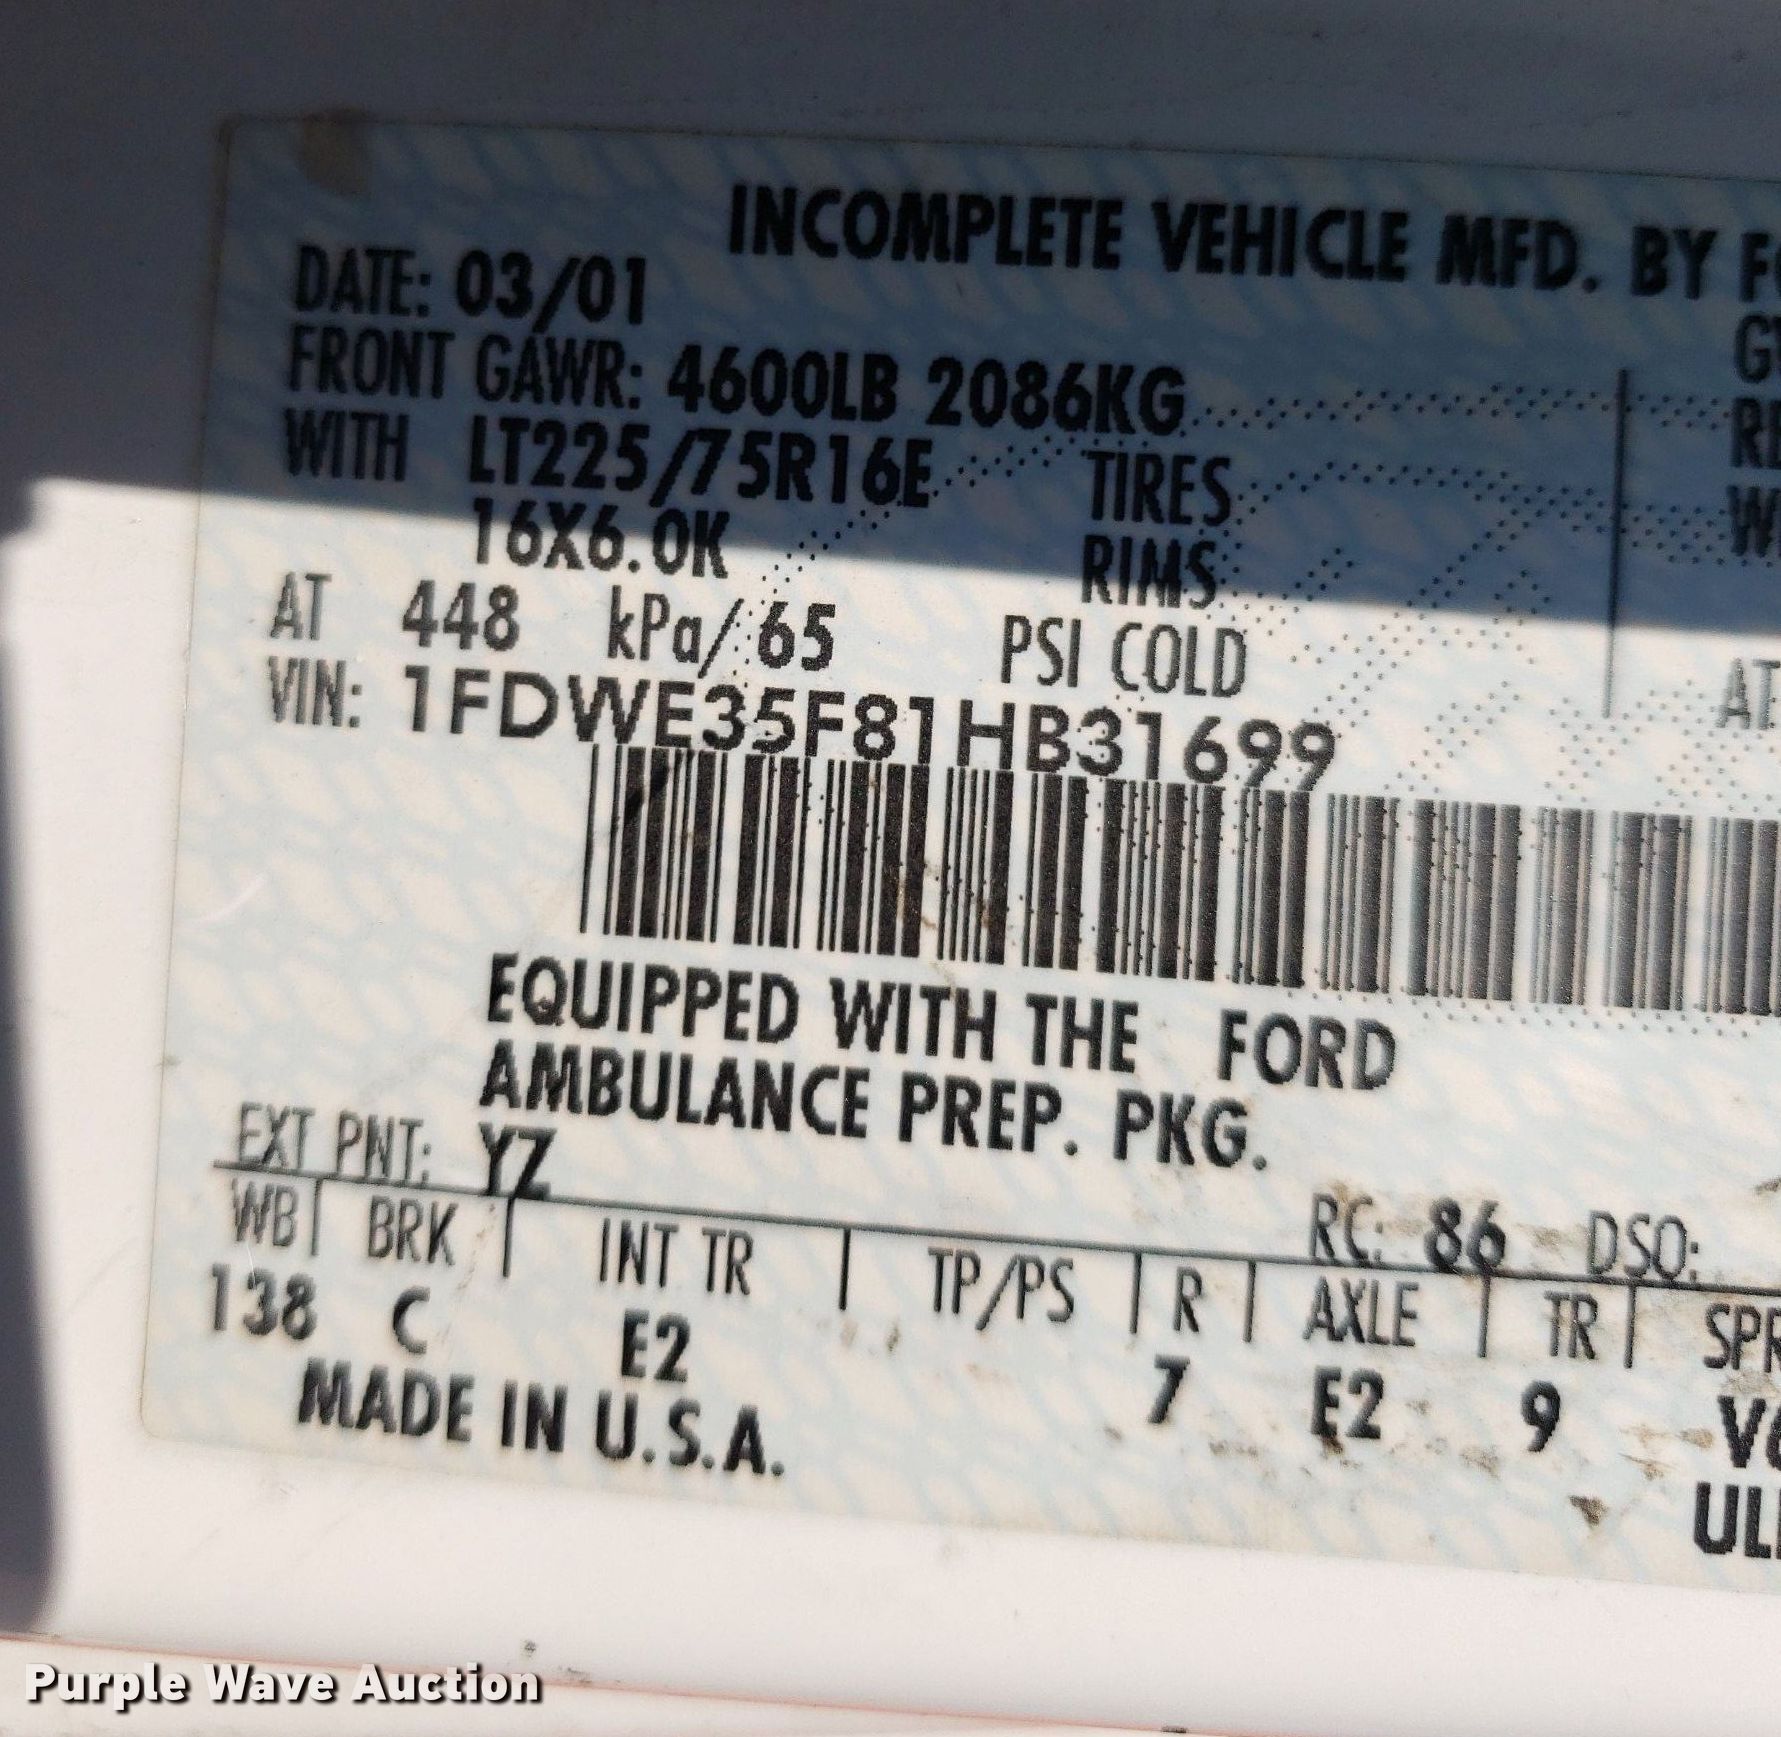 INCOMPLETE VEHICLE MFD. BY
DATE: 03/01
FRONT GAWR: 4600LB 2086KG
WITH LT225/75R16E TIRES
16X6.0K RIMS
AT 448 kPa/65 PSI COLD AT
VIN: 1FDWE35F81HB31699
EQUIPPED WITH THE FORD
AMBULANCE PREP. PKG.
EXT PNT: YZ RC: 86 DSO:
WB BRK INT TR TP/PS R AXLE TR SPR
138 C E2 7 E2 9
MADE IN U.S.A.
Purple Wave Auction